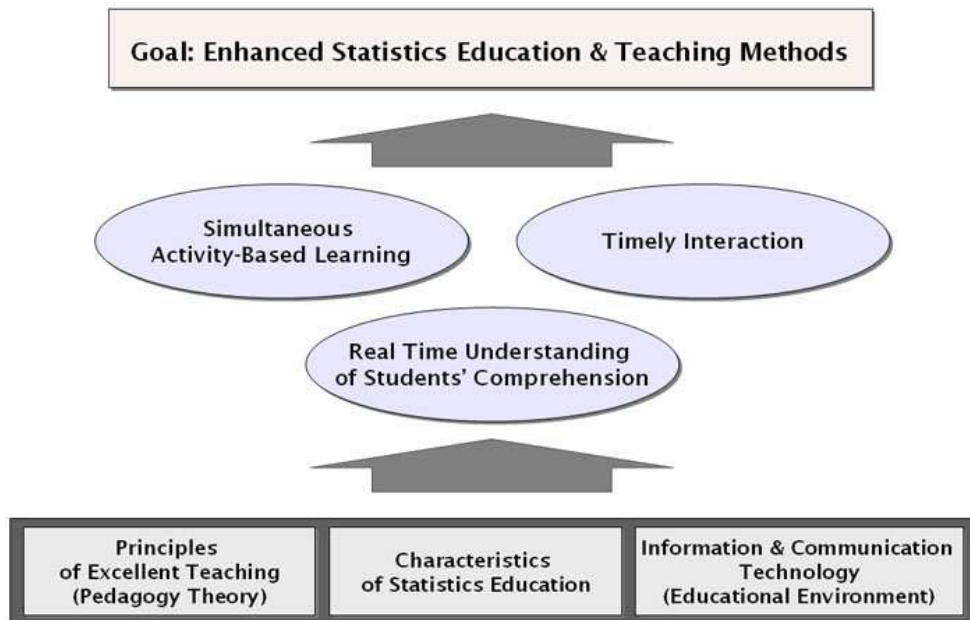 Goal: Enhanced Statistics Education & Teaching Methods
Simultaneous
Activity-Based Learning
Timely Interaction
Real Time Understanding
of Students’ Comprehension
Principles
of Excellent Teaching
(Pedagogy Theory)
Characteristics
of Statistics Education
Information & Communication
Technology
(Educational Environment)